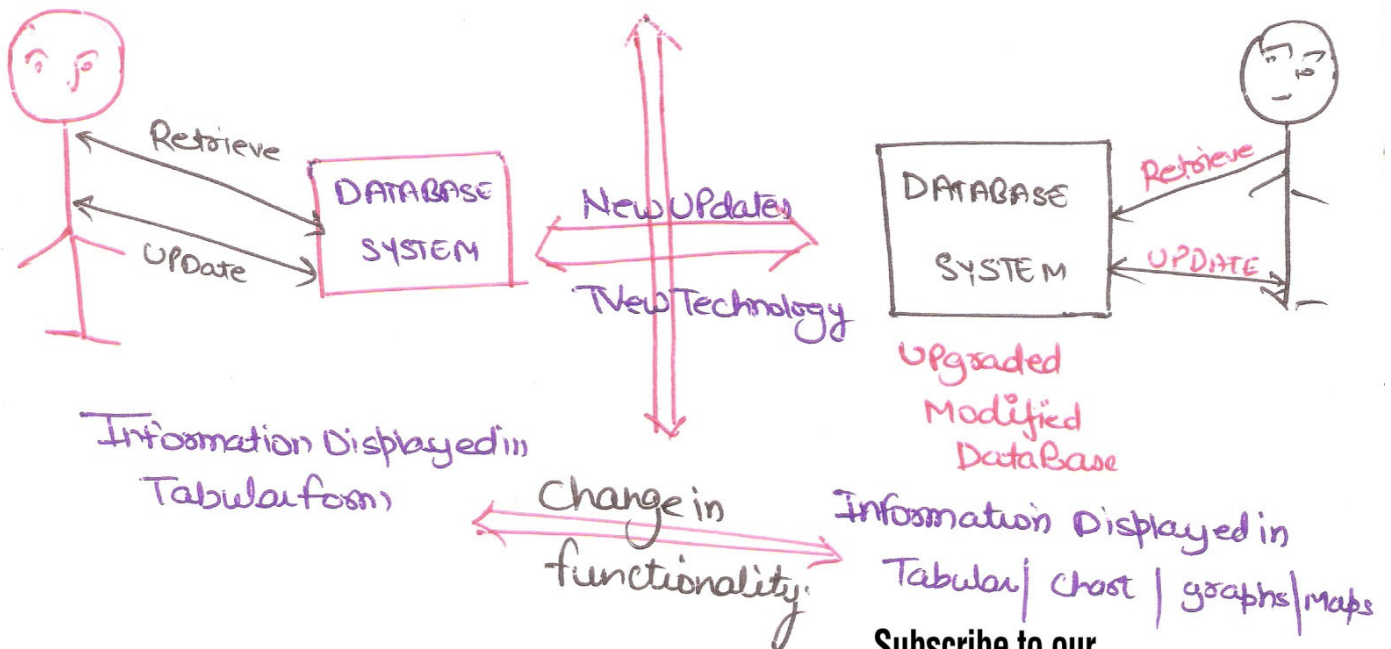 Retrieve
UPDate
DATABASE
SYSTEM
New UPdates
New Technology
DATABASE
SYSTEM
Retrieve
UPDATE
Upgraded
Modified
DataBase
Information Displayed in
Tabular form
Change in
functionality.
Information Displayed in
Tabular| chart | graphs|Maps
Subscribe to our